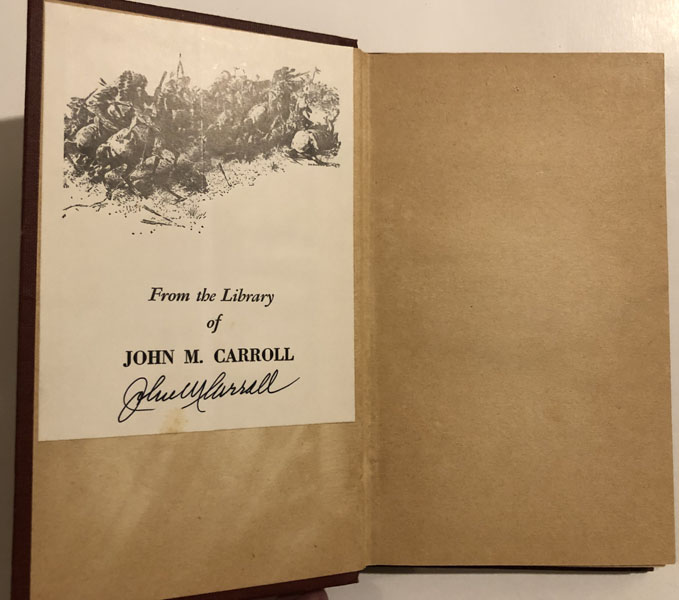 From the Library
of
JOHN M. CARROLL
John M Carroll